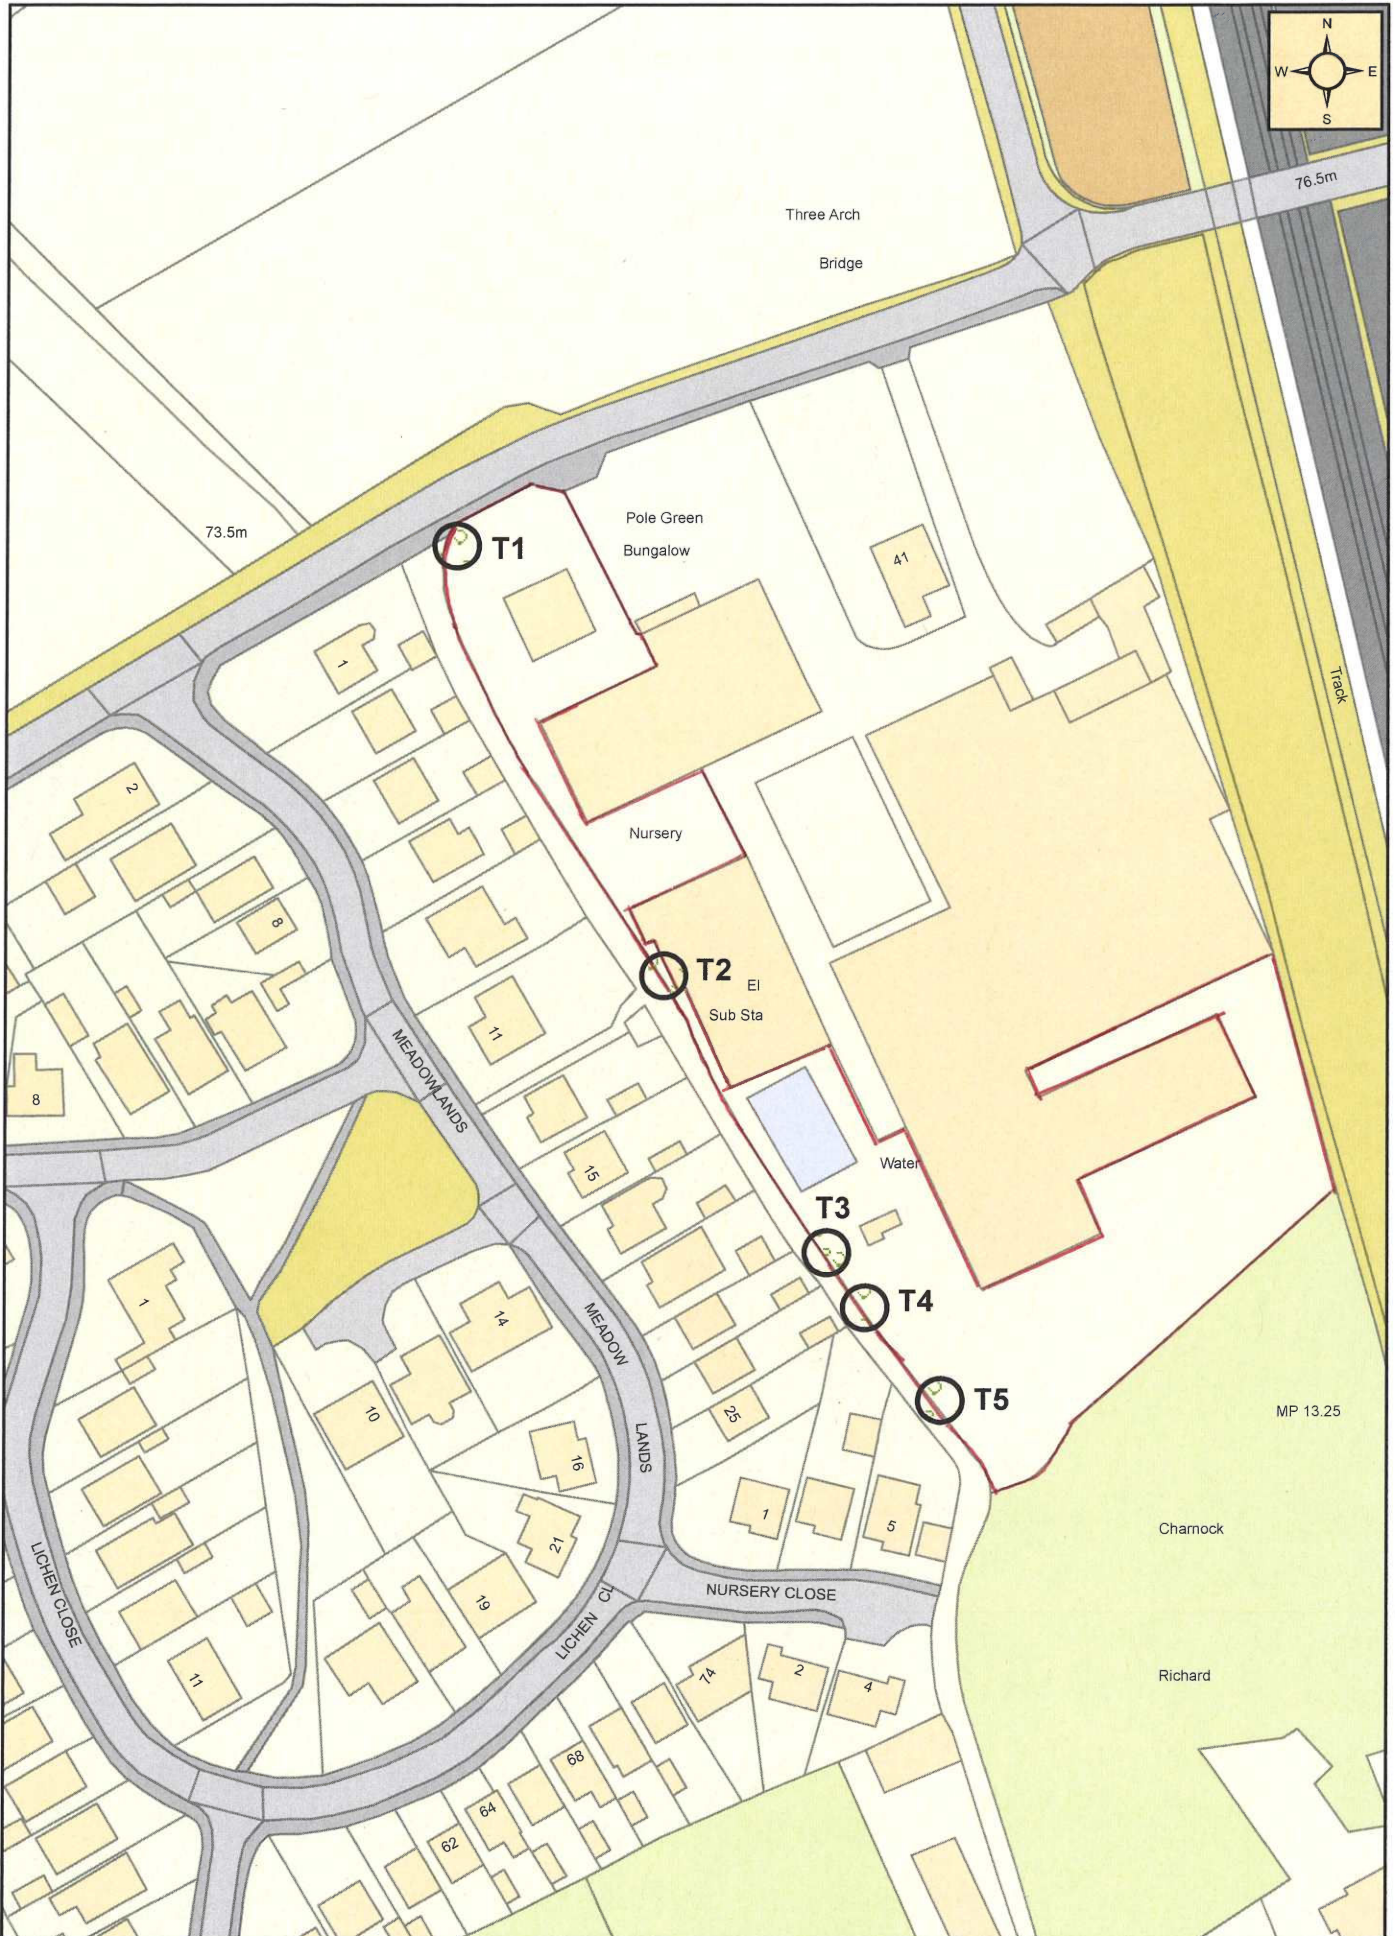 N
W E
S
76.5m
Three Arch
Bridge
73.5m
T1
Pole Green
Bungalow
41
1
Track
2
Nursery
8
T2
El
Sub Sta
11
MEADOWLANDS
8
15
Water
T3
1
14
MEADOW
T4
10
T5
25
LANDS
MP 13.25
16
1
5
21
Charnock
LICHEN CLOSE
19
NURSERY CLOSE
LICHEN CL
11
74
2
4
Richard
68
64
62